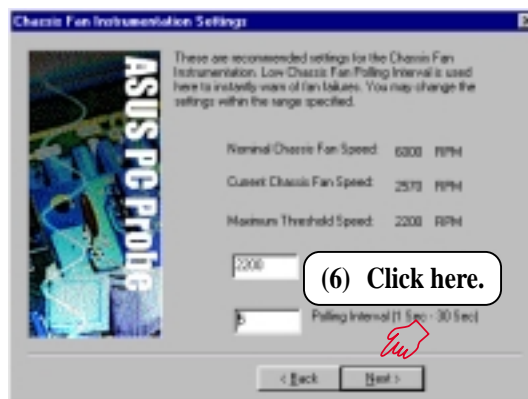 Chassis Fan Instrumentation Settings
ASUS PC Probe
These are recommended settings for the Chassis Fan
Instrumentation. Low Chassis Fan Polling Interval is used
here to instantly warn of fan failures. You may change the
settings within the range specified.
Nominal Chassis Fan Speed: 6000 RPM
Current Chassis Fan Speed: 2570 RPM
Maximum Threshold Speed: 2200 RPM
2200
(6) Click here.
Polling Interval (1 Sec - 30 Sec)
< Back Next >